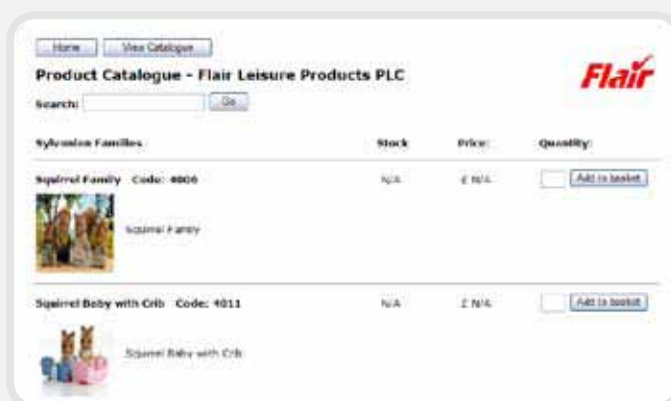 Home View Catalogue
Product Catalogue - Flair Leisure Products PLC
Flair
Search: Go
Sylvanian Families Stock Price: Quantity:
Squirrel Family Code: 4006 N/A £ N/A Add to basket
Squirrel Family
Squirrel Baby with Crib Code: 4011 N/A £ N/A Add to basket
Squirrel Baby with Crib